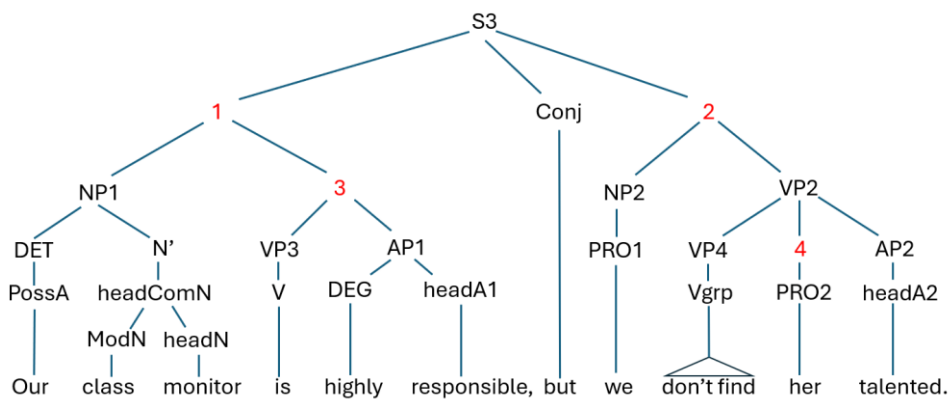 S3
1 Conj 2
NP1 3 NP2 VP2
DET N’ VP3 AP1 PRO1 VP4 4 AP2
PossA headComN V DEG headA1 Vgrp PRO2 headA2
ModN headN
Our class monitor is highly responsible, but we don’t find her talented.